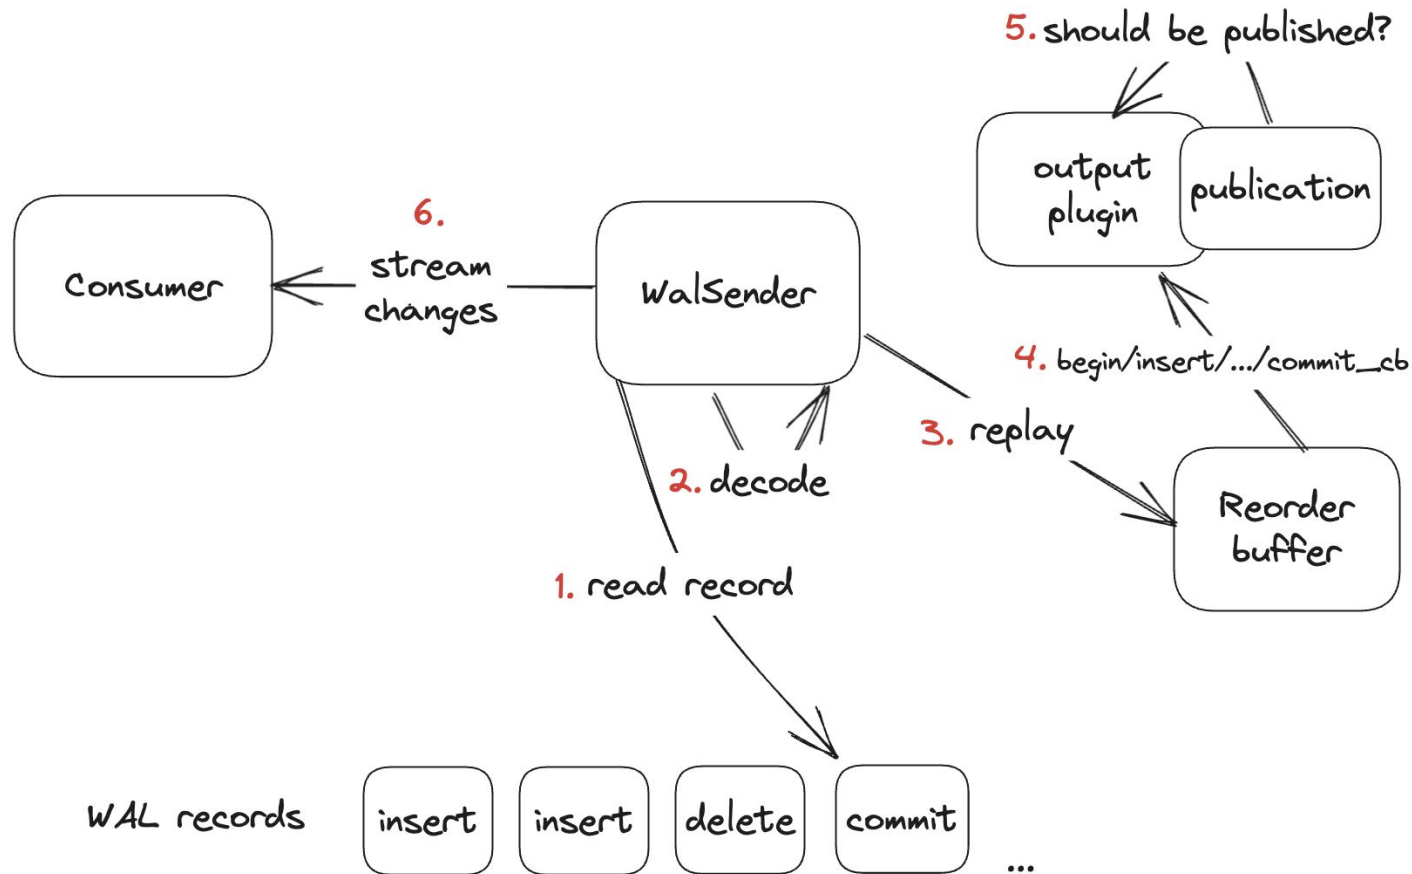 5. should be published?
output
plugin
publication
6.
stream
changes
Consumer
WalSender
4. begin/insert/.../commit_cb
3. replay
2. decode
Reorder
buffer
1. read record
WAL records
insert
insert
delete
commit
...